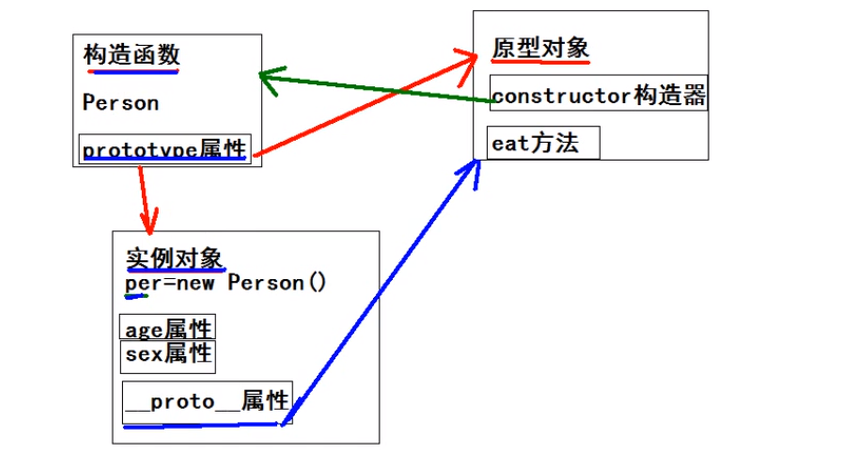 构造函数
Person
prototype属性
原型对象
constructor构造器
eat方法
实例对象
per=new Person()
age属性
sex属性
__proto__属性